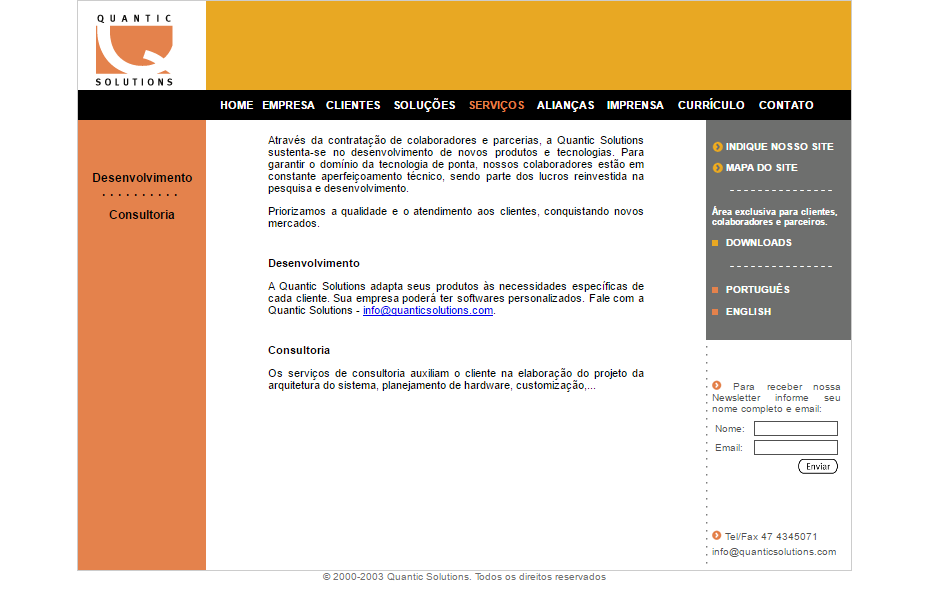 QUANTIC
SOLUTIONS
HOME EMPRESA CLIENTES SOLUÇÕES SERVIÇOS ALIANÇAS IMPRENSA CURRÍCULO CONTATO
Desenvolvimento
Consultoria
Através da contratação de colaboradores e parcerias, a Quantic Solutions
sustenta-se no desenvolvimento de novos produtos e tecnologias. Para
garantir o domínio da tecnologia de ponta, nossos colaboradores estão em
constante aperfeiçoamento técnico, sendo parte dos lucros reinvestida na
pesquisa e desenvolvimento.
Priorizamos a qualidade e o atendimento aos clientes, conquistando novos
mercados.
Desenvolvimento
A Quantic Solutions adapta seus produtos às necessidades específicas de
cada cliente. Sua empresa poderá ter softwares personalizados. Fale com a
Quantic Solutions - info@quanticsolutions.com.
Consultoria
Os serviços de consultoria auxiliam o cliente na elaboração do projeto da
arquitetura do sistema, planejamento de hardware, customização,...
INDIQUE NOSSO SITE
MAPA DO SITE
Área exclusiva para clientes,
colaboradores e parceiros.
DOWNLOADS
PORTUGUÊS
ENGLISH
Para receber nossa
Newsletter informe seu
nome completo e email:
Nome:
Email:
Enviar
Tel/Fax 47 4345071
info@quanticsolutions.com
© 2000-2003 Quantic Solutions. Todos os direitos reservados